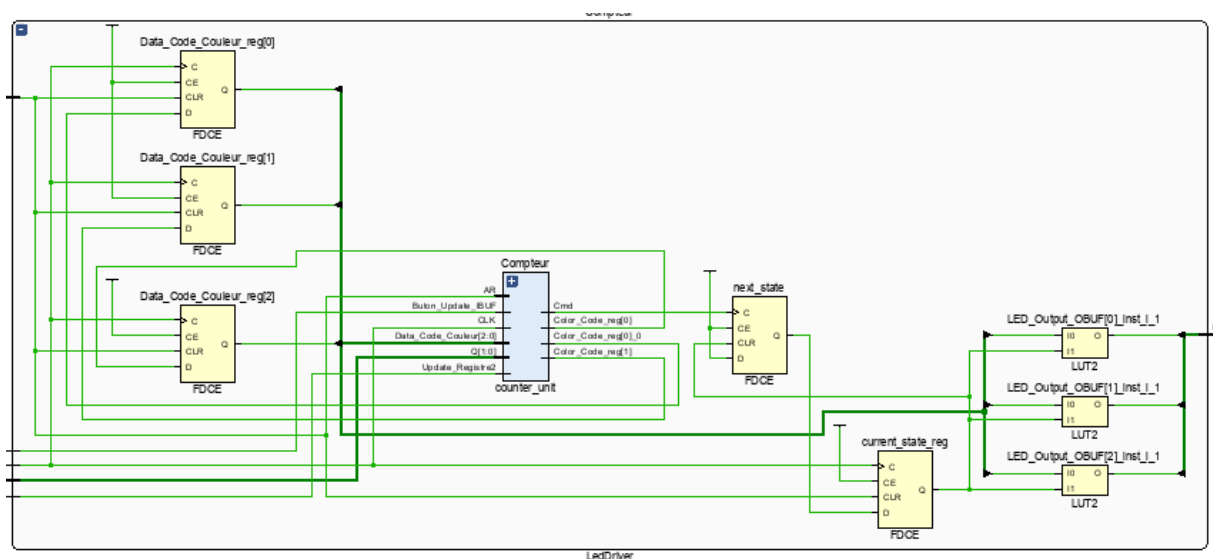 Compteur
Data_Code_Couleur_reg[0]
C
CE
CLR
D
Q
FDCE
Data_Code_Couleur_reg[1]
C
CE
CLR
D
Q
FDCE
Data_Code_Couleur_reg[2]
C
CE
CLR
D
Q
FDCE
Compteur
AR
Buton_Update_IBUF
CLK
Data_Code_Couleur[2:0]
Q[1:0]
Update_Registre2
Cmd
Color_Code_reg[0]
Color_Code_reg[0]_0
Color_Code_reg[1]
counter_unit
next_state
C
CE
CLR
D
Q
FDCE
current_state_reg
C
CE
CLR
D
Q
FDCE
LED_Output_OBUF[0]_inst_i_1
I0
I1
O
LUT2
LED_Output_OBUF[1]_inst_i_1
I0
I1
O
LUT2
LED_Output_OBUF[2]_inst_i_1
I0
I1
O
LUT2
LedDriver